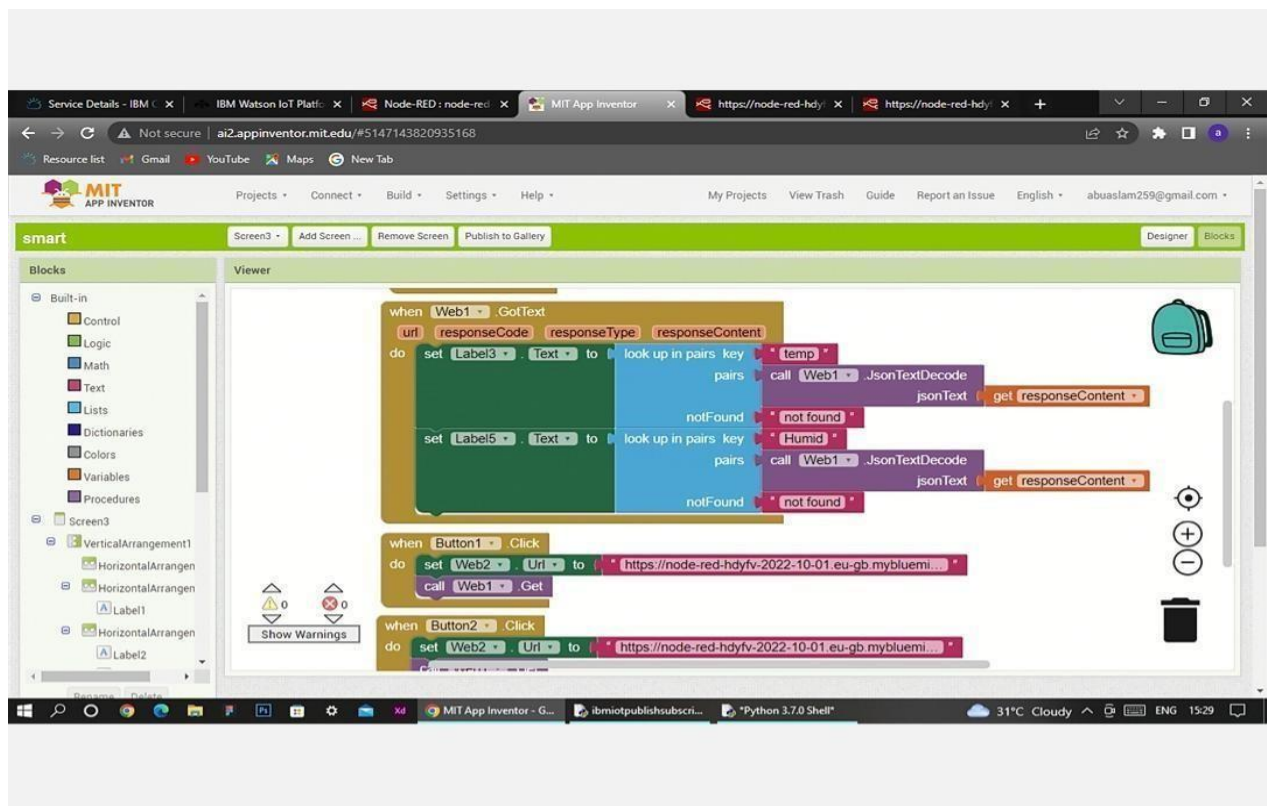 Service Details - IBM C
IBM Watson IoT Platfo
Node-RED : node-red
MIT App Inventor
https://node-red-hdyf
https://node-red-hdyf
Not secure | ai2.appinventor.mit.edu/#5147143820935168
Resource list Gmail YouTube Maps New Tab
MIT
APP INVENTOR
Projects Connect Build Settings Help My Projects View Trash Guide Report an Issue English abuaslam259@gmail.com
smart Screen3 Add Screen ... Remove Screen Publish to Gallery Designer Blocks
Blocks Viewer
Built-in
Control
Logic
Math
Text
Lists
Dictionaries
Colors
Variables
Procedures
Screen3
VerticalArrangement1
HorizontalArrangen
HorizontalArrangen
Label1
HorizontalArrangen
Label2
Rename Delete
when Web1 .GotText
url responseCode responseType responseContent
do set Label3 . Text to look up in pairs key " temp "
pairs call Web1 .JsonTextDecode
jsonText get responseContent
notFound " not found "
set Label5 . Text to look up in pairs key " Humid "
pairs call Web1 .JsonTextDecode
jsonText get responseContent
notFound " not found "
when Button1 .Click
do set Web2 . Url to " https://node-red-hdyfv-2022-10-01.eu-gb.mybluemi... "
call Web1 .Get
when Button2 .Click
do set Web2 . Url to " https://node-red-hdyfv-2022-10-01.eu-gb.mybluemi... "
0 0
Show Warnings
MIT App Inventor - G... ibmiotpublishsubscri... *Python 3.7.0 Shell* 31°C Cloudy ENG 15:29